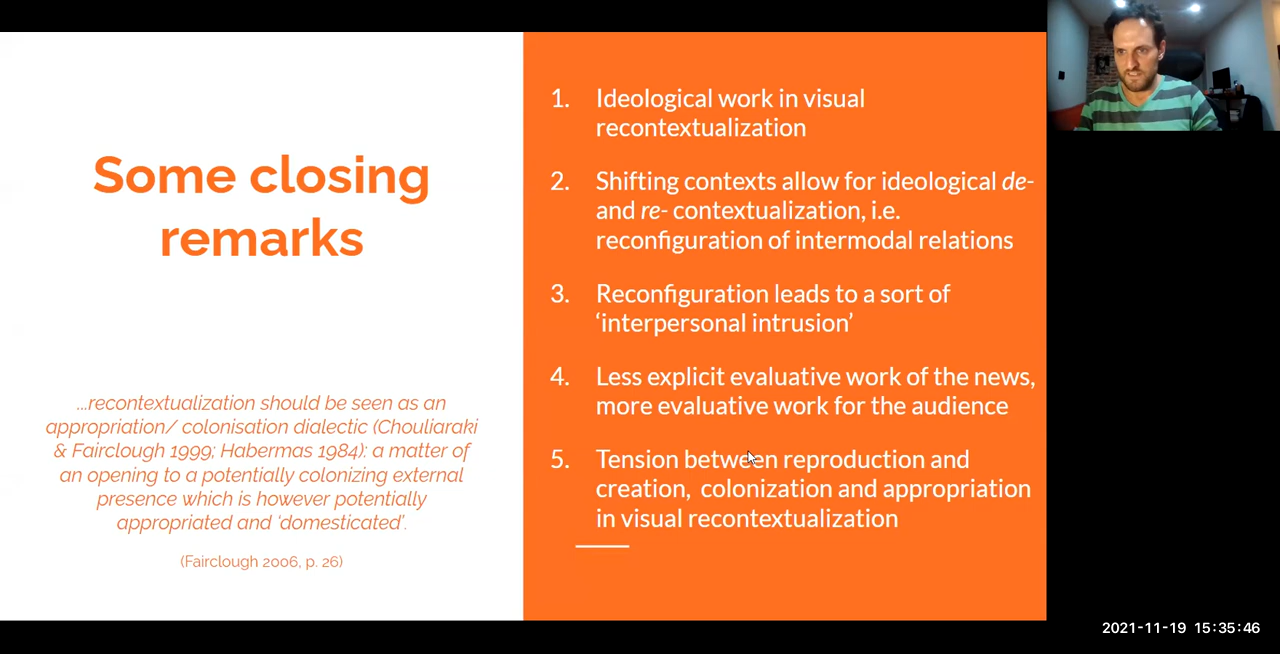 Some closing
remarks
...recontextualization should be seen as an
appropriation/ colonisation dialectic (Chouliaraki
& Fairclough 1999; Habermas 1984): a matter of
an opening to a potentially colonizing external
presence which is however potentially
appropriated and ‘domesticated’.
(Fairclough 2006, p. 26)
1. Ideological work in visual
recontextualization
2. Shifting contexts allow for ideological de-
and re- contextualization, i.e.
reconfiguration of intermodal relations
3. Reconfiguration leads to a sort of
‘interpersonal intrusion’
4. Less explicit evaluative work of the news,
more evaluative work for the audience
5. Tension between reproduction and
creation, colonization and appropriation
in visual recontextualization
2021-11-19 15:35:46